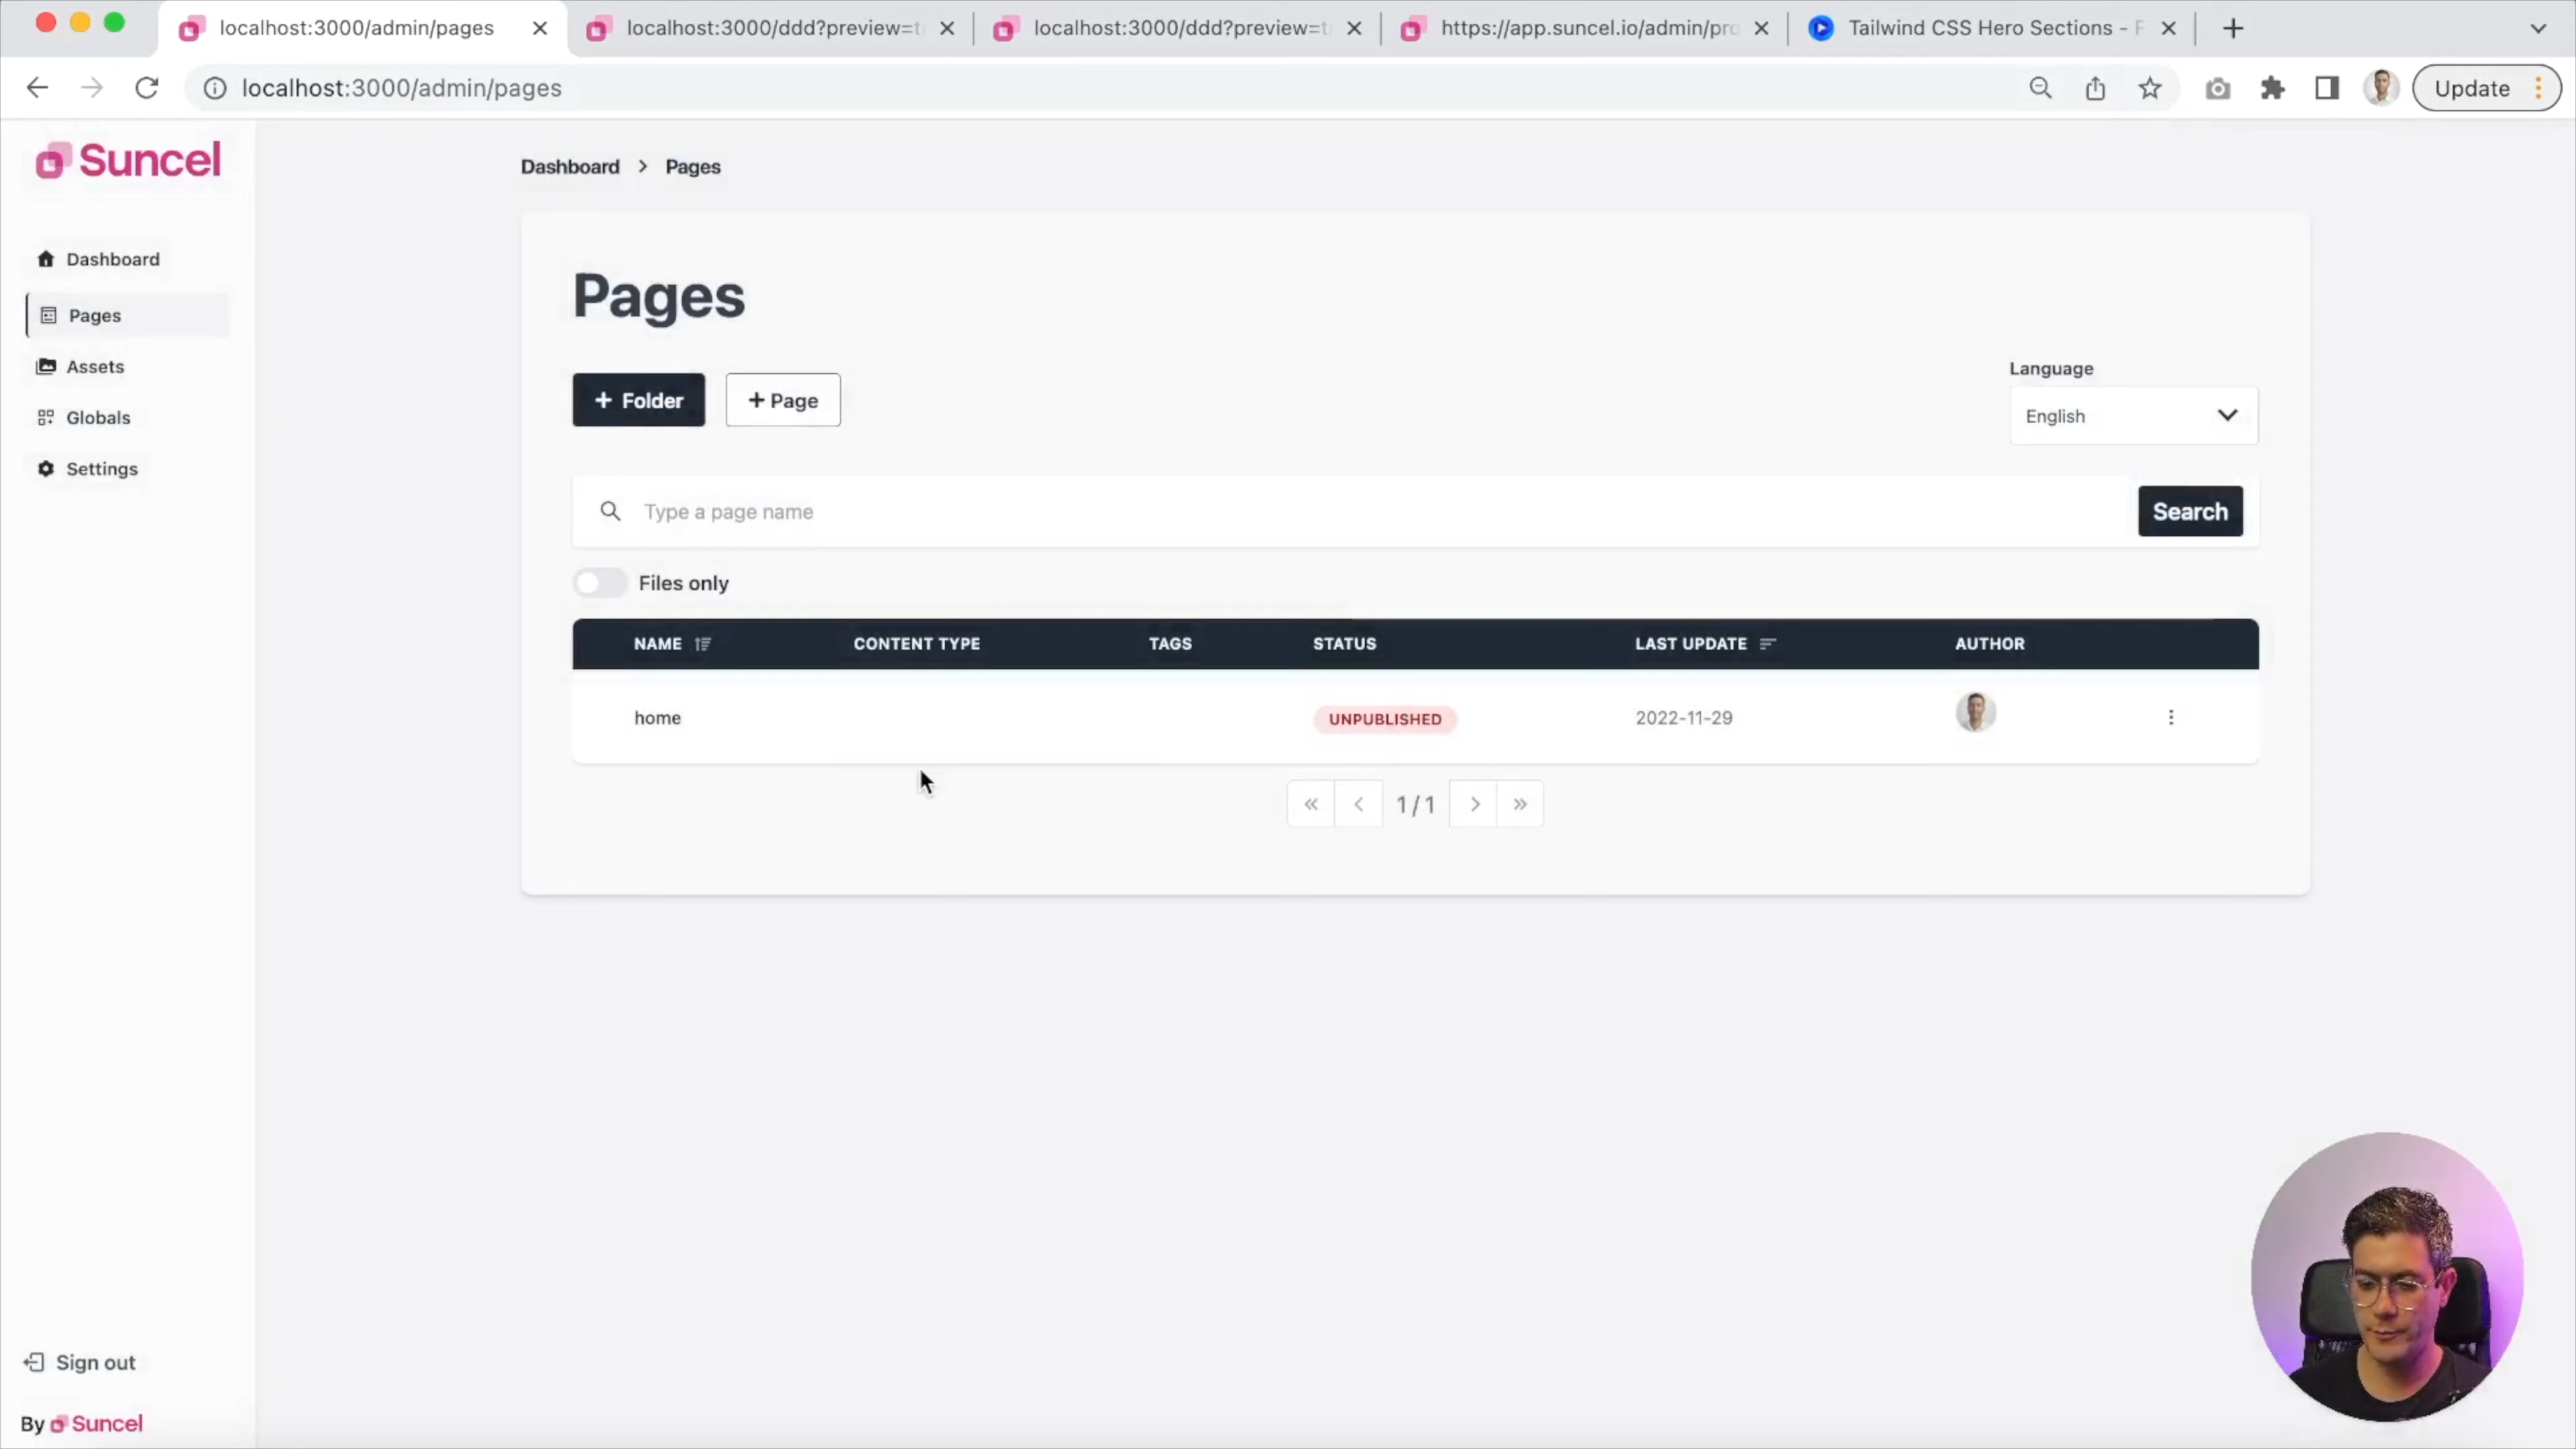 localhost:3000/admin/pages
localhost:3000/ddd?preview=t
localhost:3000/ddd?preview=t
https://app.suncel.io/admin/pro
Tailwind CSS Hero Sections - F
localhost:3000/admin/pages
Update
Suncel
Dashboard
Pages
Assets
Globals
Settings
Sign out
By Suncel
Dashboard > Pages
Pages
+ Folder
+ Page
Language
English
Type a page name
Search
Files only
NAME CONTENT TYPE TAGS STATUS LAST UPDATE AUTHOR
home UNPUBLISHED 2022-11-29
« ‹ 1 / 1 › »